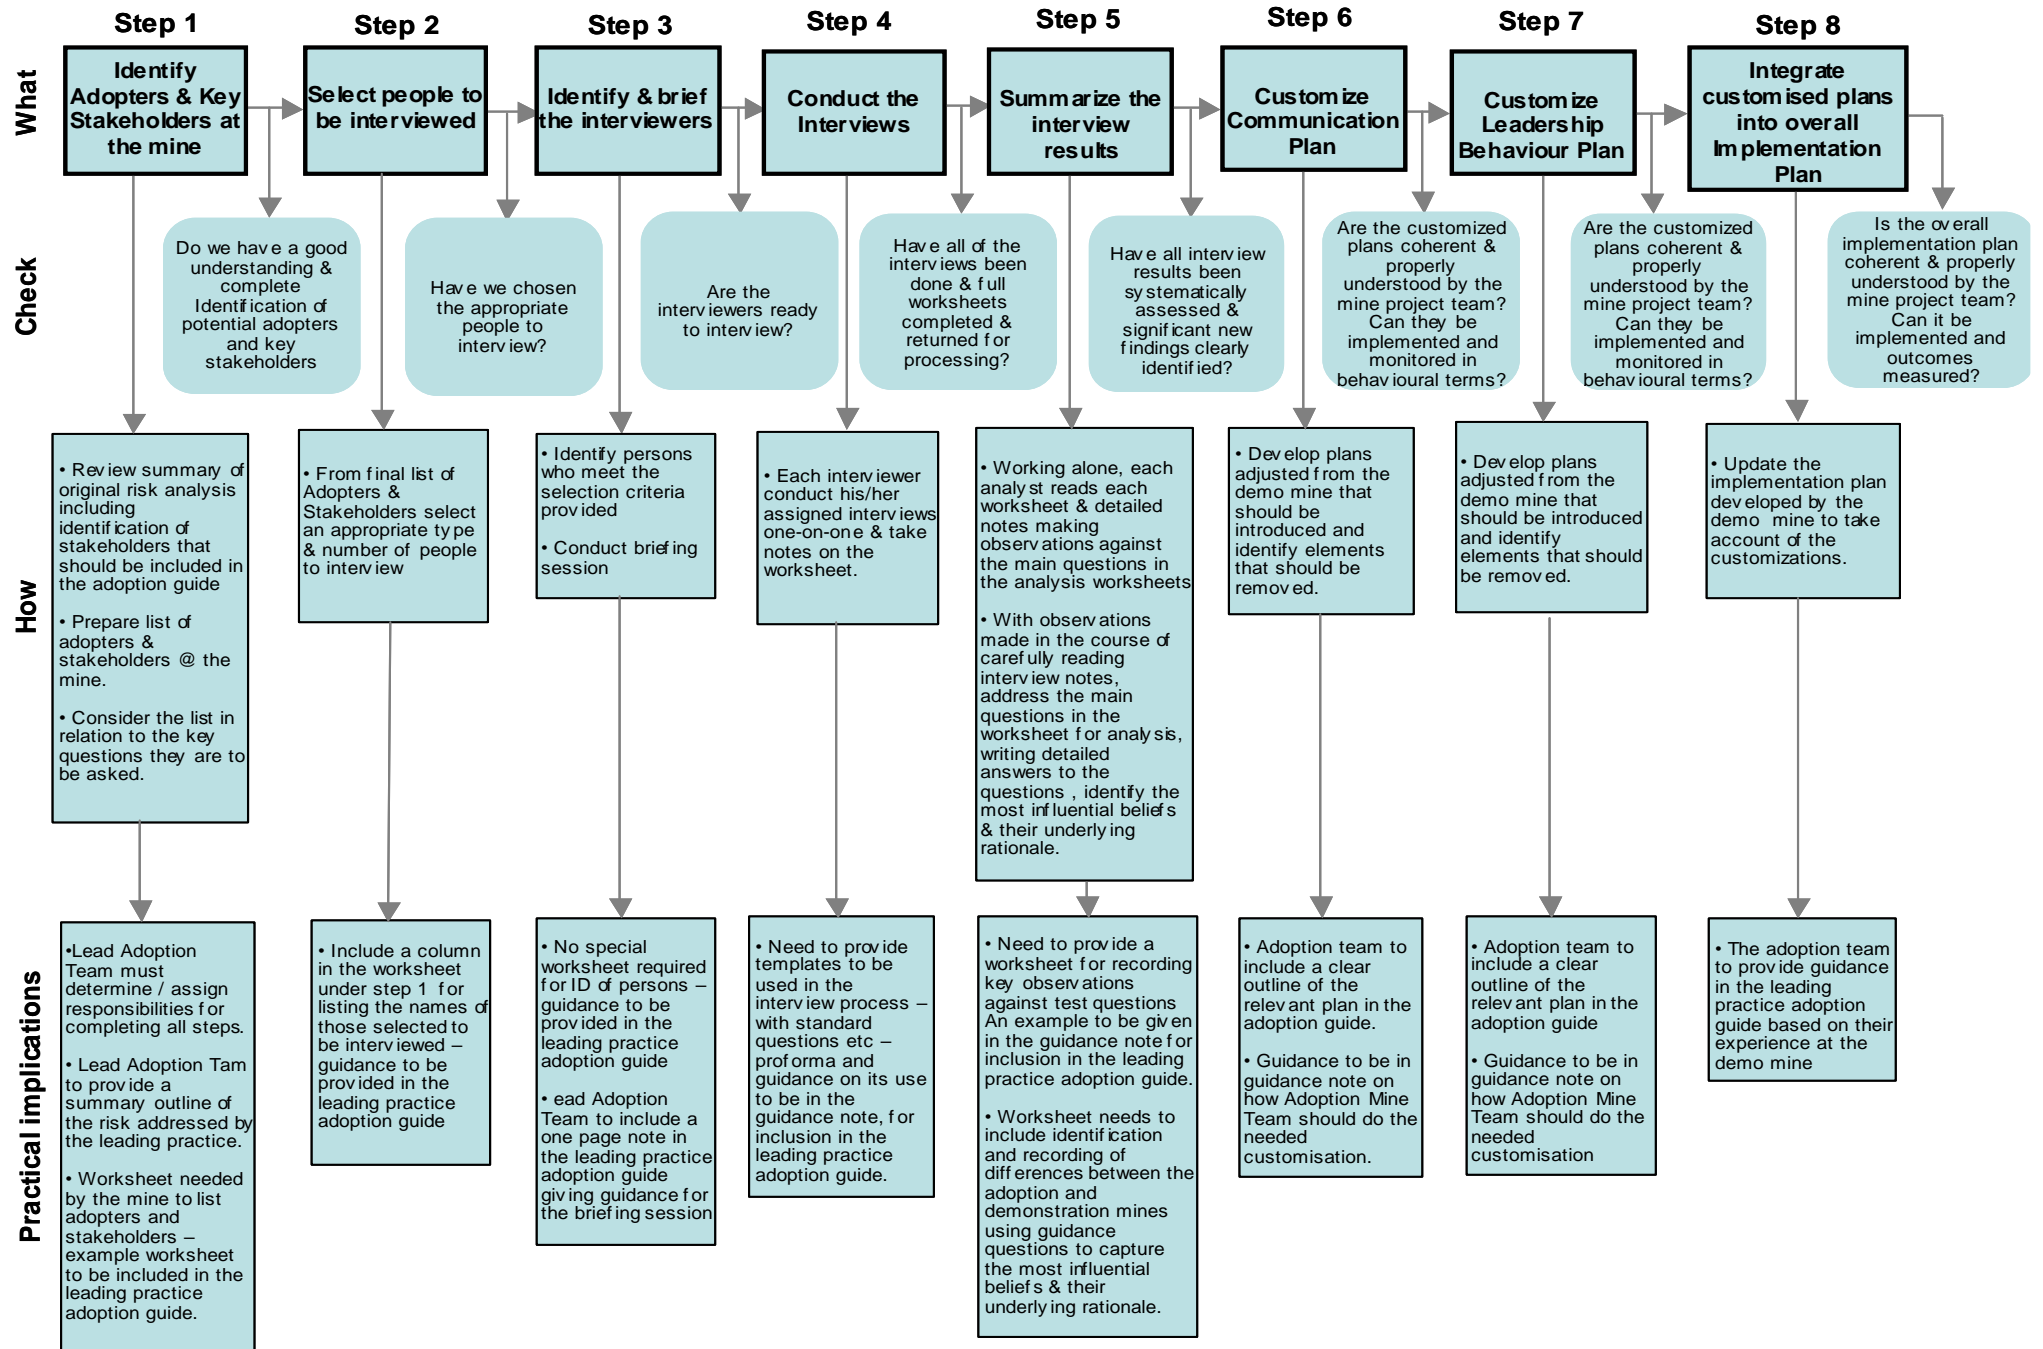 Step 1
Step 2
Step 3
Step 4
Step 5
Step 6
Step 7
Step 8
What
Identify
Adopters & Key
Stakeholders at
the mine
Select people to
be interviewed
Identify & brief
the interviewers
Conduct the
Interviews
Summarize the
interview
results
Customize
Communication
Plan
Customize
Leadership
Behaviour Plan
Integrate
customised plans
into overall
Implementation
Plan
Check
Do we have a good
understanding &
complete
Identification of
potential adopters
and key
stakeholders
Have we chosen
the appropriate
people to
interview?
Are the
interviewers ready
to interview?
Have all of the
interviews been
done & full
worksheets
completed &
returned for
processing?
Have all interview
results been
systematically
assessed &
significant new
findings clearly
identified?
Are the customized
plans coherent &
properly
understood by the
mine project team?
Can they be
implemented and
monitored in
behavioural terms?
Are the customized
plans coherent &
properly
understood by the
mine project team?
Can they be
implemented and
monitored in
behavioural terms?
Is the overall
implementation plan
coherent & properly
understood by the
mine project team?
Can it be
implemented and
outcomes
measured?
How
• Review summary of
original risk analysis
including
identification of
stakeholders that
should be included in
the adoption guide
• Prepare list of
adopters &
stakeholders @ the
mine.
• Consider the list in
relation to the key
questions they are to
be asked.
• From final list of
Adopters &
Stakeholders select
an appropriate type
& number of people
to interview
• Identify persons
who meet the
selection criteria
provided
• Conduct briefing
session
• Each interviewer
conduct his/her
assigned interviews
one-on-one & take
notes on the
worksheet.
• Working alone, each
analyst reads each
worksheet & detailed
notes making
observations against
the main questions in
the analysis worksheets
• With observations
made in the course of
carefully reading
interview notes,
address the main
questions in the
worksheet for analysis,
writing detailed
answers to the
questions , identify the
most influential beliefs
& their underlying
rationale.
• Develop plans
adjusted from the
demo mine that
should be
introduced and
identify elements
that should be
removed.
• Develop plans
adjusted from the
demo mine that
should be introduced
and identify
elements that should
be removed.
• Update the
implementation plan
developed by the
demo mine to take
account of the
customizations.
Practical implications
•Lead Adoption
Team must
determine / assign
responsibilities for
completing all steps.
• Lead Adoption Tam
to provide a
summary outline of
the risk addressed by
the leading practice.
• Worksheet needed
by the mine to list
adopters and
stakeholders –
example worksheet
to be included in the
leading practice
adoption guide.
• Include a column
in the worksheet
under step 1 for
listing the names of
those selected to
be interviewed –
guidance to be
provided in the
leading practice
adoption guide
• No special
worksheet required
for ID of persons –
guidance to be
provided in the
leading practice
adoption guide
• ead Adoption
Team to include a
one page note in
the leading practice
adoption guide
giving guidance for
the briefing session
• Need to provide
templates to be
used in the
interview process –
with standard
questions etc –
proforma and
guidance on its use
to be in the
guidance note, for
inclusion in the
leading practice
adoption guide.
• Need to provide a
worksheet for recording
key observations
against test questions
An example to be given
in the guidance note for
inclusion in the leading
practice adoption guide.
• Worksheet needs to
include identification
and recording of
differences between the
adoption and
demonstration mines
using guidance
questions to capture
the most influential
beliefs & their
underlying rationale.
• Adoption team to
include a clear
outline of the
relevant plan in the
adoption guide.
• Guidance to be in
guidance note on
how Adoption Mine
Team should do the
needed
customisation.
• Adoption team to
include a clear
outline of the
relevant plan in the
adoption guide
• Guidance to be in
guidance note on
how Adoption Mine
Team should do the
needed
customisation
• The adoption team
to provide guidance
in the leading
practice adoption
guide based on their
experience at the
demo mine